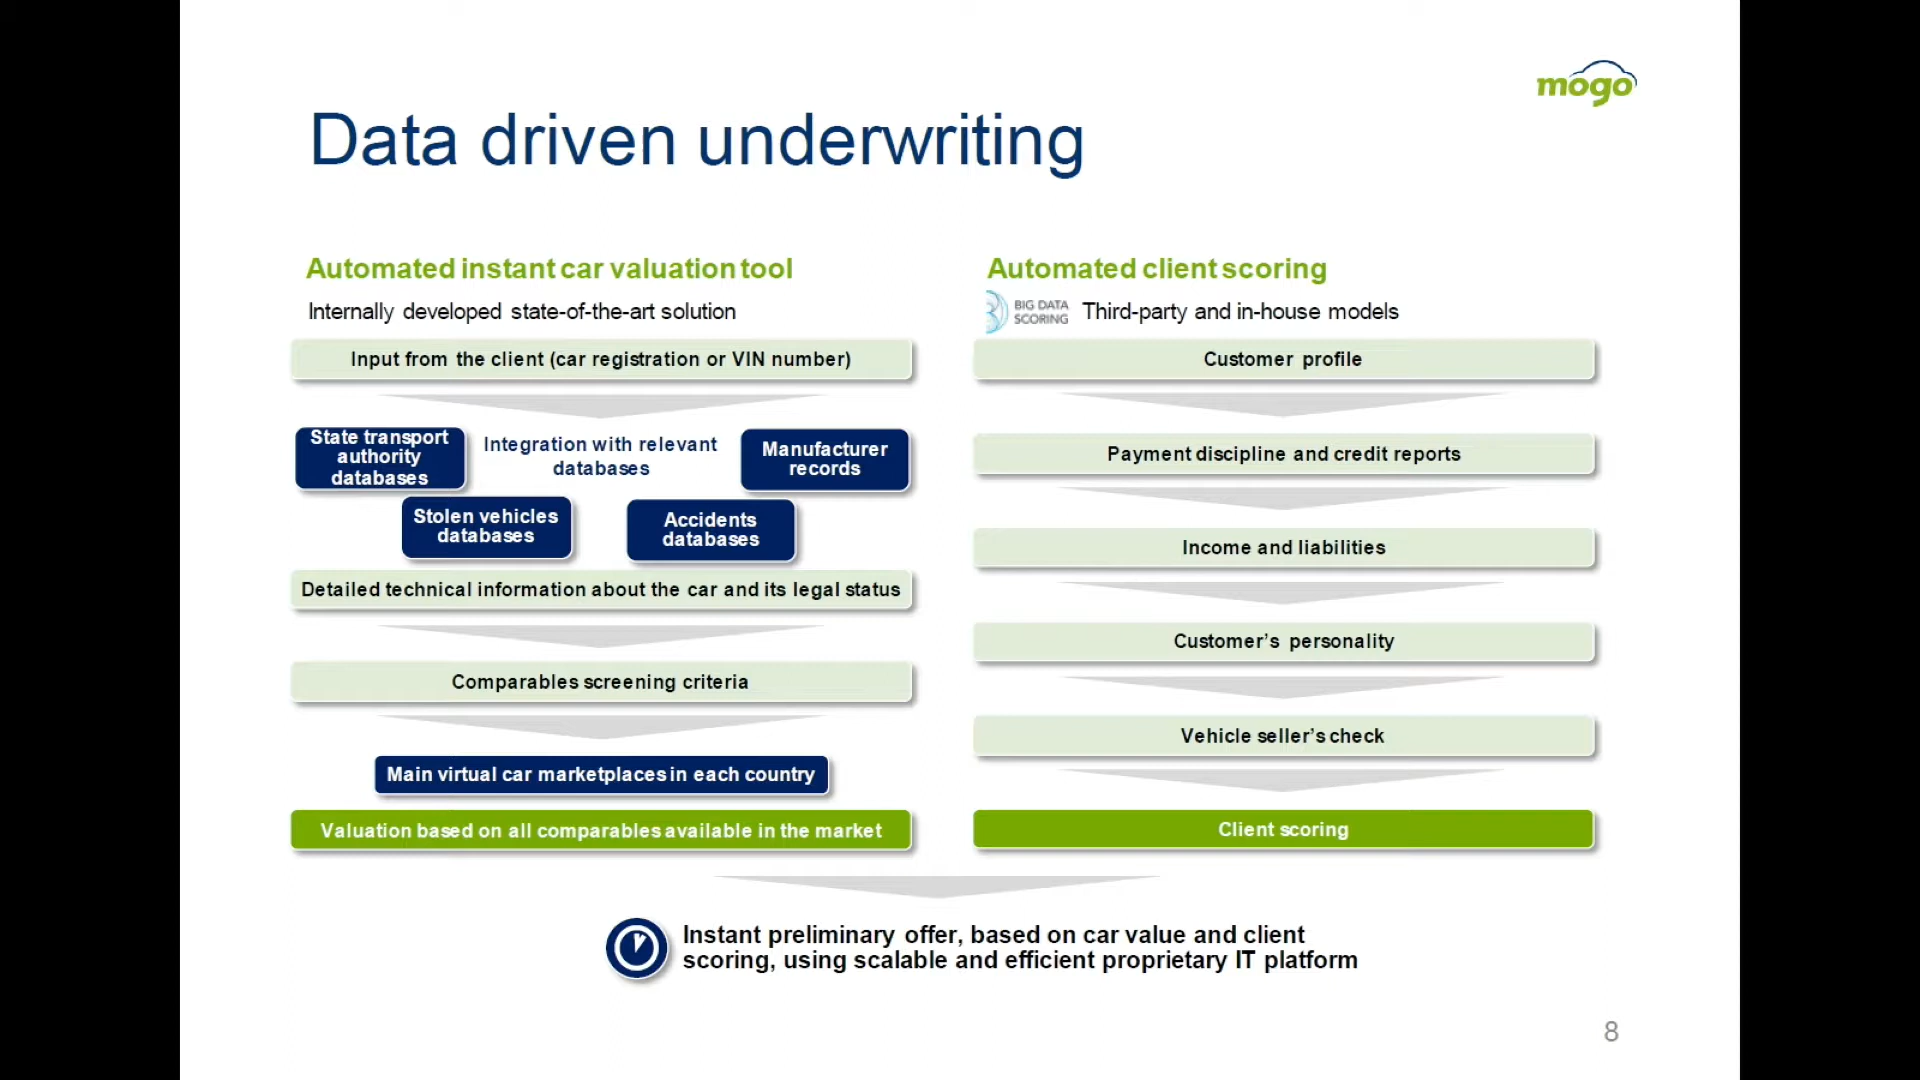 mogo
Data driven underwriting
Automated instant car valuation tool
Internally developed state-of-the-art solution
Input from the client (car registration or VIN number)
State transport
authority
databases
Integration with relevant
databases
Manufacturer
records
Stolen vehicles
databases
Accidents
databases
Detailed technical information about the car and its legal status
Comparables screening criteria
Main virtual car marketplaces in each country
Valuation based on all comparables available in the market
Automated client scoring
BIG DATA
SCORING
Third-party and in-house models
Customer profile
Payment discipline and credit reports
Income and liabilities
Customer’s personality
Vehicle seller’s check
Client scoring
Instant preliminary offer, based on car value and client
scoring, using scalable and efficient proprietary IT platform
8